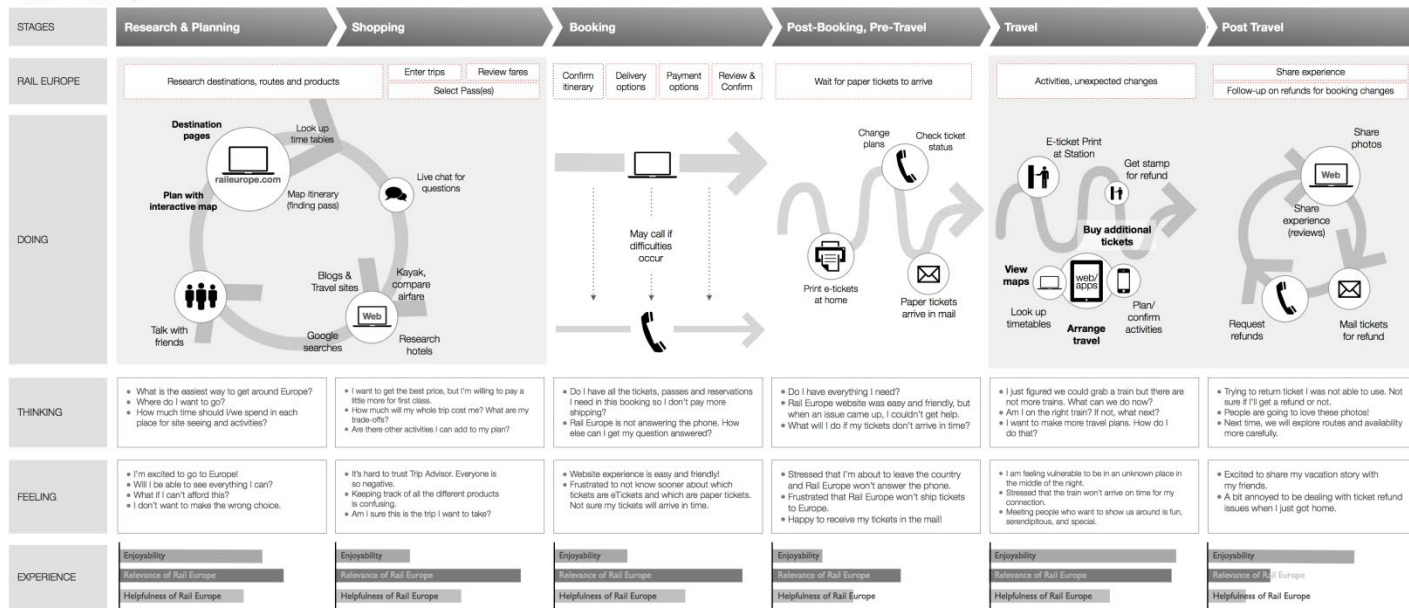 STAGES
Research & Planning
Shopping
Booking
Post-Booking, Pre-Travel
Travel
Post Travel
RAIL EUROPE
Research destinations, routes and products
Enter trips
Review fares
Select Pass(es)
Confirm
itinerary
Delivery
options
Payment
options
Review &
Confirm
Wait for paper tickets to arrive
Activities, unexpected changes
Share experience
Follow-up on refunds for booking changes
DOING
Destination
pages
Look up
time tables
raileurope.com
Plan with
interactive map
Map itinerary
(finding pass)
Live chat for
questions
Talk with
friends
Blogs &
Travel sites
Kayak,
compare
airfare
Web
Google
searches
Research
hotels
May call if
difficulties
occur
Change
plans
Check ticket
status
Print e-tickets
at home
Paper tickets
arrive in mail
E-ticket Print
at Station
Get stamp
for refund
Buy additional
tickets
View
maps
web/
apps
Look up
timetables
Plan/
confirm
activities
Arrange
travel
Share
photos
Web
Share
experience
(reviews)
Request
refunds
Mail tickets
for refund
THINKING
• What is the easiest way to get around Europe?
• Where do I want to go?
• How much time should I/we spend in each
place for site seeing and activities?
• I want to get the best price, but I'm willing to pay a
little more for first class.
• How much will my whole trip cost me? What are my
trade-offs?
• Are there other activities I can add to my plan?
• Do I have all the tickets, passes and reservations
I need in this booking so I don't pay more
shipping?
• Rail Europe is not answering the phone. How
else can I get my question answered?
• Do I have everything I need?
• Rail Europe website was easy and friendly, but
when an issue came up, I couldn't get help.
• What will I do if my tickets don't arrive in time?
• I just figured we could grab a train but there are
not more trains. What can we do now?
• Am I on the right train? If not, what next?
• I want to make more travel plans. How do I
do that?
• Trying to return ticket I was not able to use. Not
sure if I'll get a refund or not.
• People are going to love these photos!
• Next time, we will explore routes and availability
more carefully.
FEELING
• I'm excited to go to Europe!
• Will I be able to see everything I can?
• What if I can't afford this?
• I don't want to make the wrong choice.
• It's hard to trust Trip Advisor. Everyone is
so negative.
• Keeping track of all the different products
is confusing.
• Am I sure this is the trip I want to take?
• Website experience is easy and friendly!
• Frustrated to not know sooner about which
tickets are eTickets and which are paper tickets.
Not sure my tickets will arrive in time.
• Stressed that I'm about to leave the country
and Rail Europe won't answer the phone.
• Frustrated that Rail Europe won't ship tickets
to Europe.
• Happy to receive my tickets in the mail!
• I am feeling vulnerable to be in an unknown place in
the middle of the night.
• Stressed that the train won't arrive on time for my
connection.
• Meeting people who want to show us around is fun,
serendipitous, and special.
• Excited to share my vacation story with
my friends.
• A bit annoyed to be dealing with ticket refund
issues when I just got home.
EXPERIENCE
Enjoyability
Relevance of Rail Europe
Helpfulness of Rail Europe
Enjoyability
Relevance of Rail Europe
Helpfulness of Rail Europe
Enjoyability
Relevance of Rail Europe
Helpfulness of Rail Europe
Enjoyability
Relevance of Rail Europe
Helpfulness of Rail Europe
Enjoyability
Relevance of Rail Europe
Helpfulness of Rail Europe
Enjoyability
Relevance of Rail Europe
Helpfulness of Rail Europe